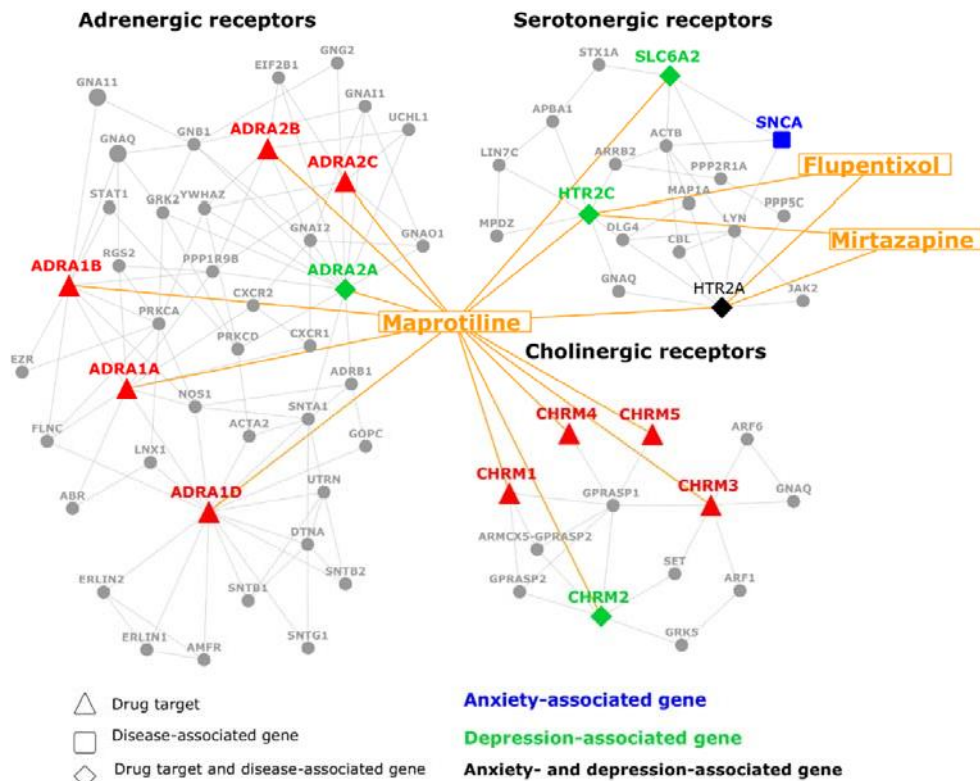 Adrenergic receptors
Serotonergic receptors
GNG2
EIF2B1
GNA11
GNAI1
UCHL1
GNB1
ADRA2B
GNAQ
ADRA2C
STAT1
GRK2
YWHAZ
GNAI2
GNAO1
RGS2
PPP1R9B
ADRA2A
ADRA1B
CXCR2
PRKCA
PRKCD
CXCR1
EZR
ADRA1A
ADRB1
NOS1
SNTA1
FLNC
ACTA2
GOPC
LNX1
ABR
ADRA1D
UTRN
DTNA
SNTB2
ERLIN2
SNTB1
ERLIN1
AMFR
SNTG1
STX1A
SLC6A2
APBA1
SNCA
ACTB
ARRB2
LIN7C
PPP2R1A
Flupentixol
HTR2C
MAP1A
PPP5C
MPDZ
DLG4
LYN
CBL
Mirtazapine
GNAQ
HTR2A
JAK2
Maprotiline
Cholinergic receptors
CHRM4
CHRM5
ARF6
CHRM1
GPRASP1
CHRM3
GNAQ
ARMCX5-GPRASP2
GPRASP2
SET
ARF1
CHRM2
GRK5
Drug target
Disease-associated gene
Drug target and disease-associated gene
Anxiety-associated gene
Depression-associated gene
Anxiety- and depression-associated gene